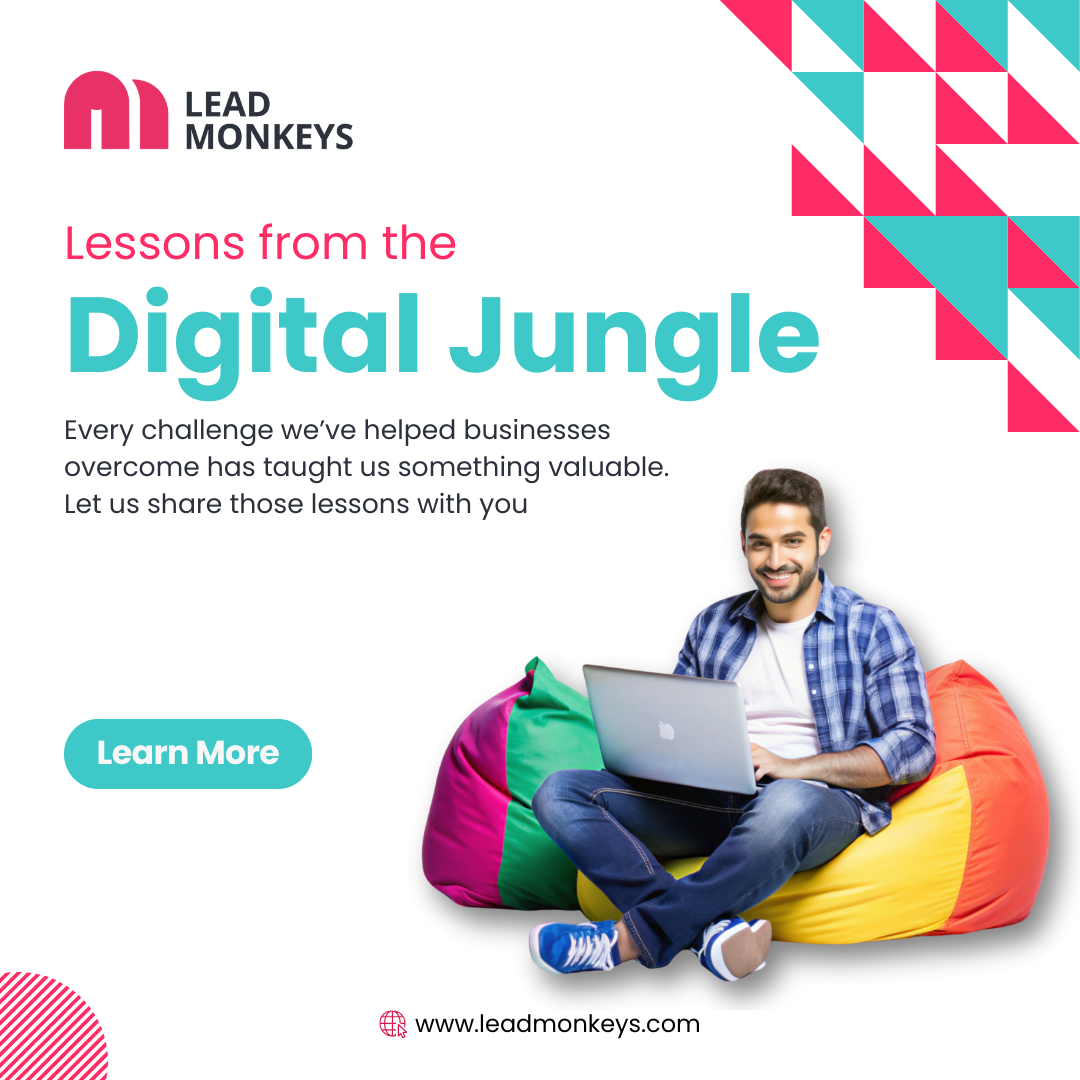 LEAD
MONKEYS
Lessons from the
Digital Jungle
Every challenge we’ve helped businesses
overcome has taught us something valuable.
Let us share those lessons with you
Learn More
www.leadmonkeys.com